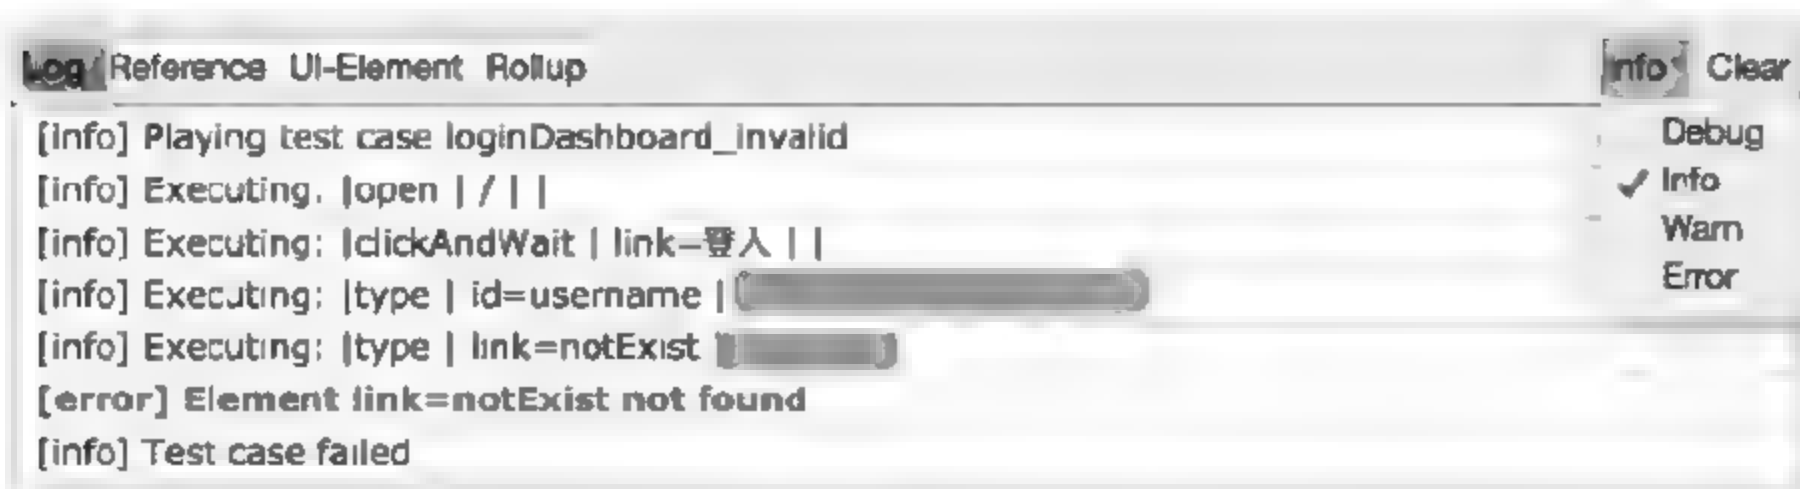 Log Reference UI-Element Rollup Info Clear
[info] Playing test case loginDashboard_invalid
Debug
[info] Executing: |open | / | |
Info
[info] Executing: |clickAndWait | link=登入 | |
Warn
[info] Executing: |type | id=username |
Error
[info] Executing: |type | link=notExist
[error] Element link=notExist not found
[info] Test case failed